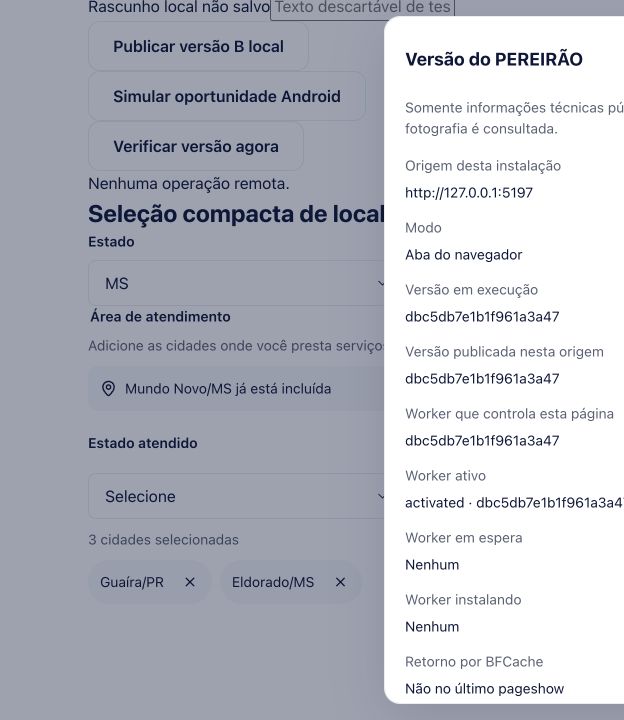 Rascunho local não salvo Texto descartável de tes
Publicar versão B local
Simular oportunidade Android
Verificar versão agora
Nenhuma operação remota.
Seleção compacta de local
Estado
MS
Área de atendimento
Adicione as cidades onde você presta serviço
Mundo Novo/MS já está incluída
Estado atendido
Selecione
3 cidades selecionadas
Guaíra/PR ✕ Eldorado/MS ✕
Versão do PEREIRÃO
Somente informações técnicas pú
fotografia é consultada.
Origem desta instalação
http://127.0.0.1:5197
Modo
Aba do navegador
Versão em execução
dbc5db7e1b1f961a3a47
Versão publicada nesta origem
dbc5db7e1b1f961a3a47
Worker que controla esta página
dbc5db7e1b1f961a3a47
Worker ativo
activated · dbc5db7e1b1f961a3a47
Worker em espera
Nenhum
Worker instalando
Nenhum
Retorno por BFCache
Não no último pageshow